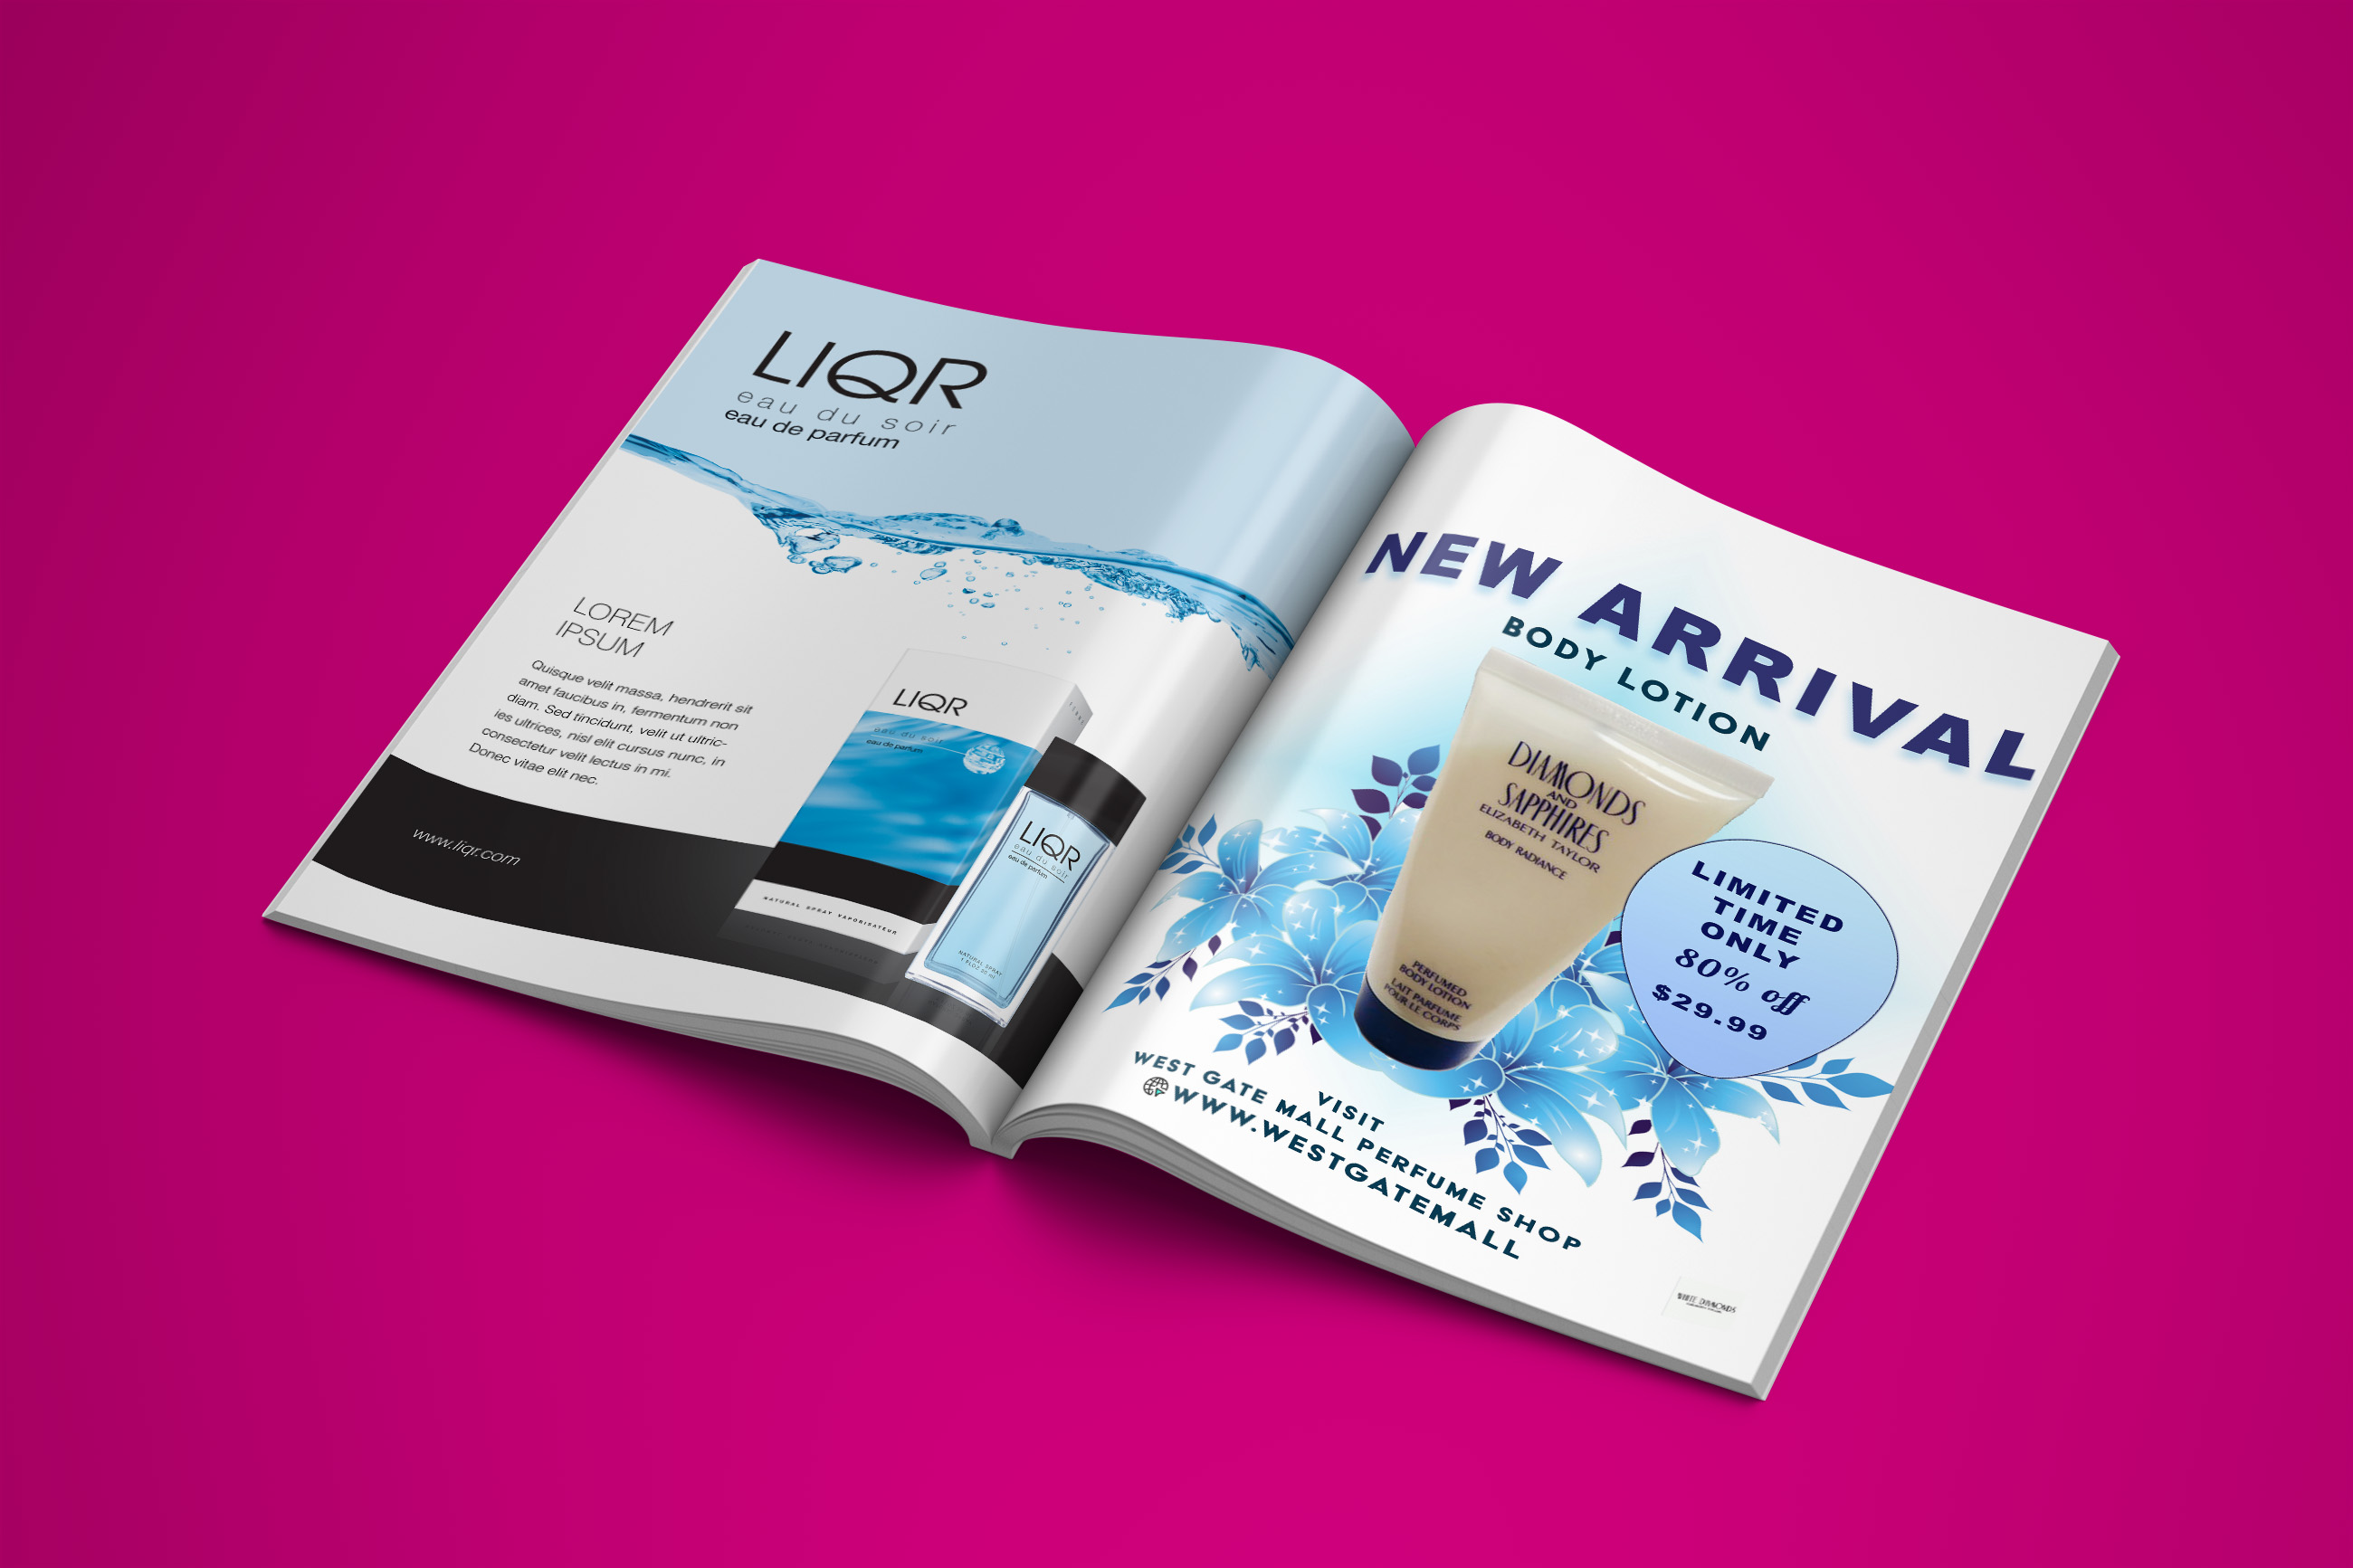 LIQR
eau du soir
eau de parfum
LOREM
IPSUM
Quisque velit massa, hendrerit sit
amet faucibus in, fermentum non
diam. Sed tincidunt, velit ut ultric-
ies ultrices, nisl elit cursus nunc, in
consectetur velit lectus in mi.
Donec vitae elit nec.
www.liqr.com
LIQR
eau du soir
eau de parfum
NATURAL SPRAY VAPORISATEUR
LIQR
eau du soir
eau de parfum
NATURAL SPRAY
NEW ARRIVAL
BODY LOTION
DIAMONDS
AND
SAPPHIRES
ELIZABETH TAYLOR
BODY RADIANCE
PERFUMED
BODY LOTION
LAIT PARFUME
POUR LE CORPS
LIMITED
TIME
ONLY
80% off
$29.99
VISIT
WEST GATE MALL PERFUME SHOP
WWW.WESTGATEMALL
WHITE DIAMONDS